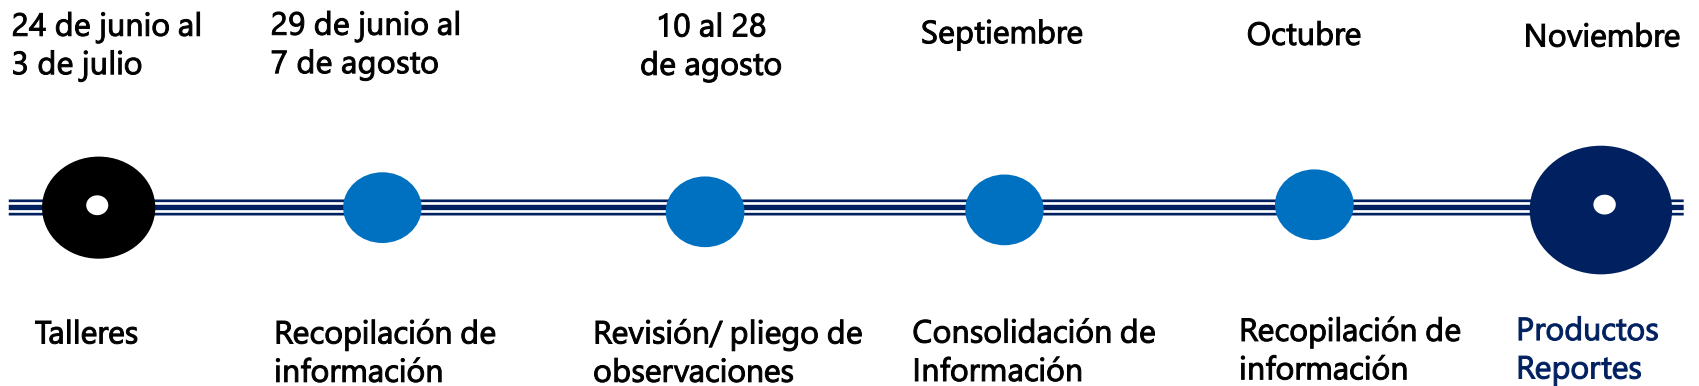 24 de junio al
3 de julio
29 de junio al
7 de agosto
10 al 28
de agosto
Septiembre
Octubre
Noviembre
Talleres
Recopilación de
información
Revisión/ pliego de
observaciones
Consolidación de
Información
Recopilación de
información
Productos
Reportes